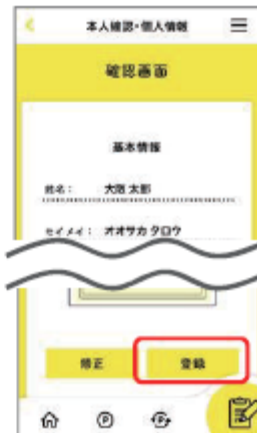 本人確認・個人情報
確認画面
基本情報
姓名： 大阪 太郎
セイメイ： オオサカ タロウ
修正 登録